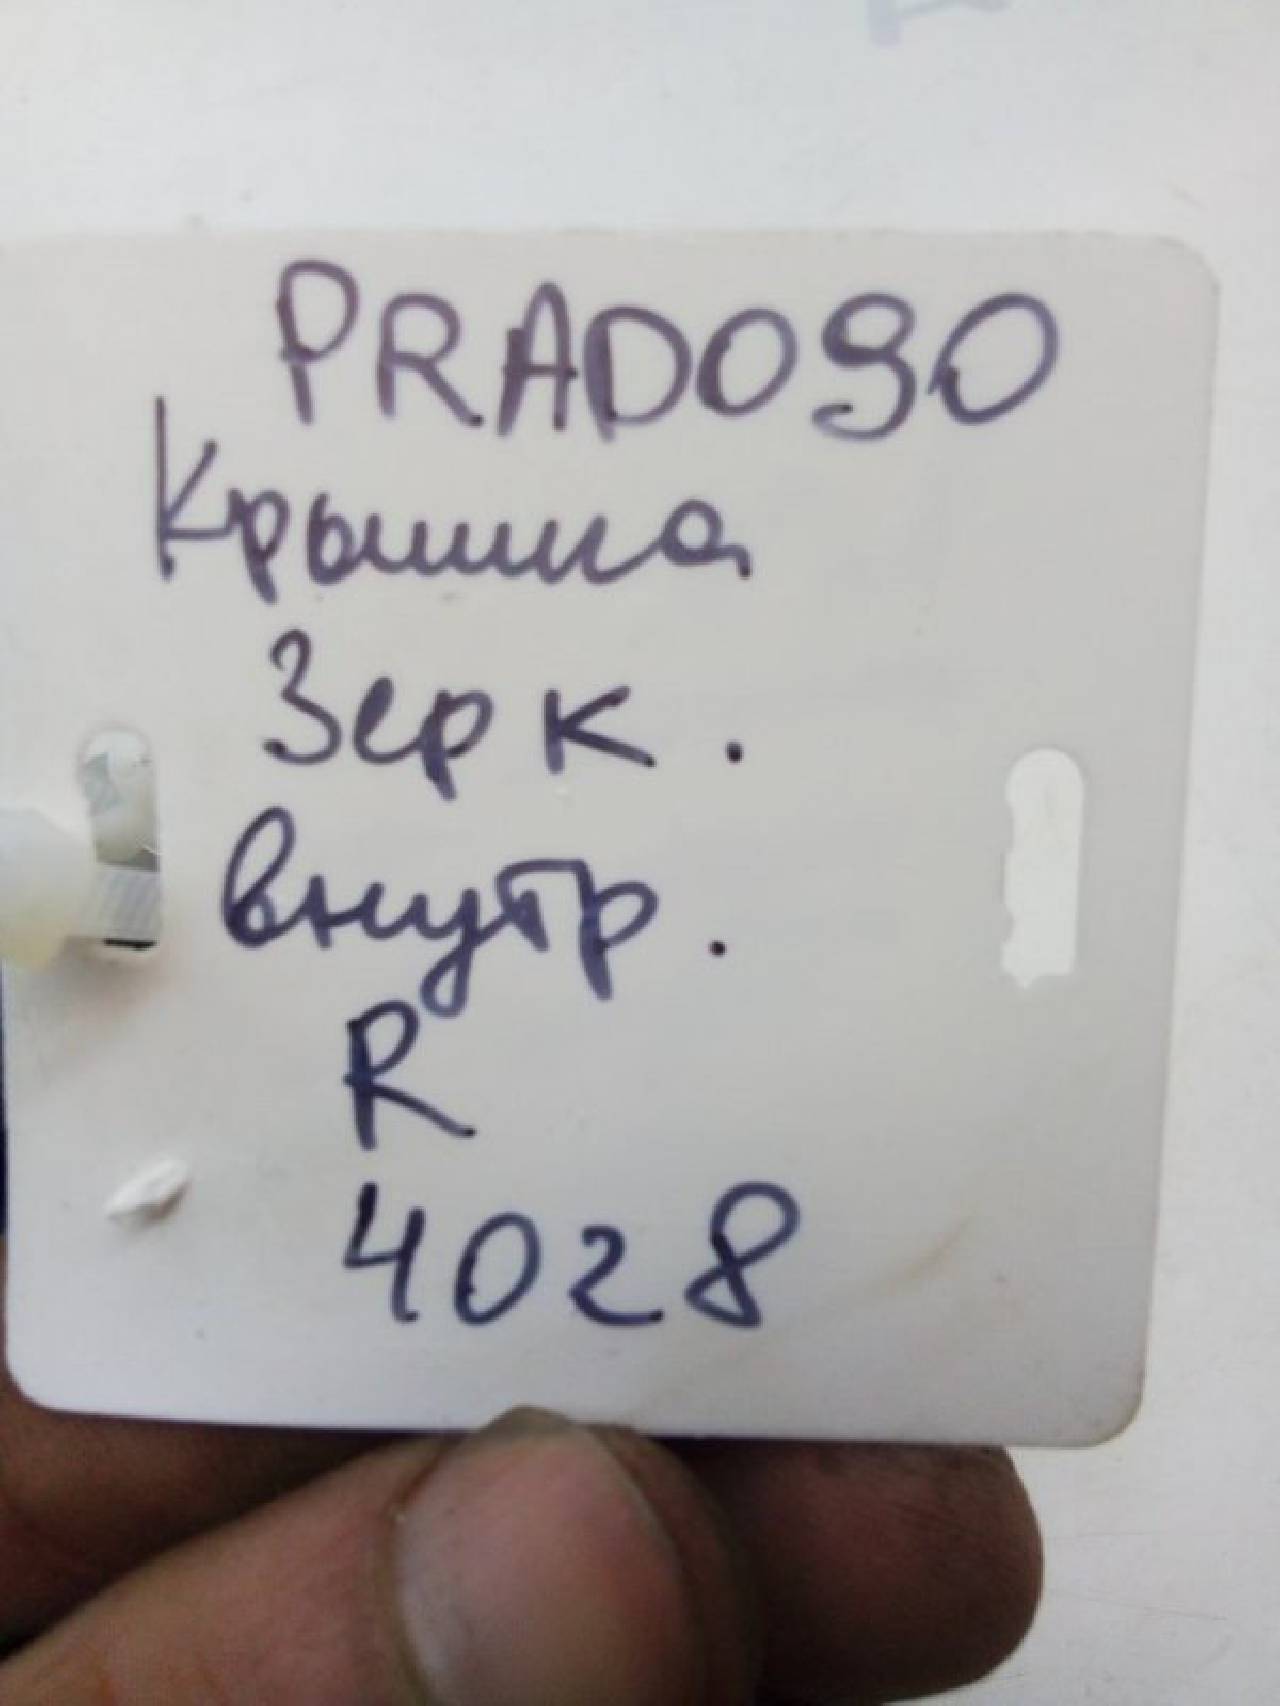 PRADO90
Крышка
Зерк.
внутр.
R
4028